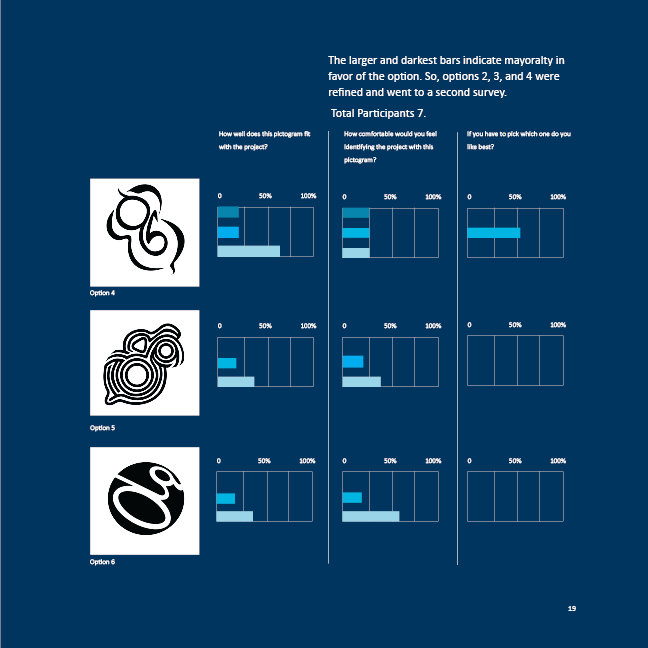 The larger and darkest bars indicate mayoralty in
favor of the option. So, options 2, 3, and 4 were
refined and went to a second survey.
Total Participants 7.
How well does this pictogram fit
with the project?
How comfortable would you feel
identifying the project with this
pictogram?
If you have to pick which one do you
like best?
0 50% 100%
0 50% 100%
0 50% 100%
Option 4
0 50% 100%
0 50% 100%
0 50% 100%
Option 5
0 50% 100%
0 50% 100%
0 50% 100%
Option 6
19